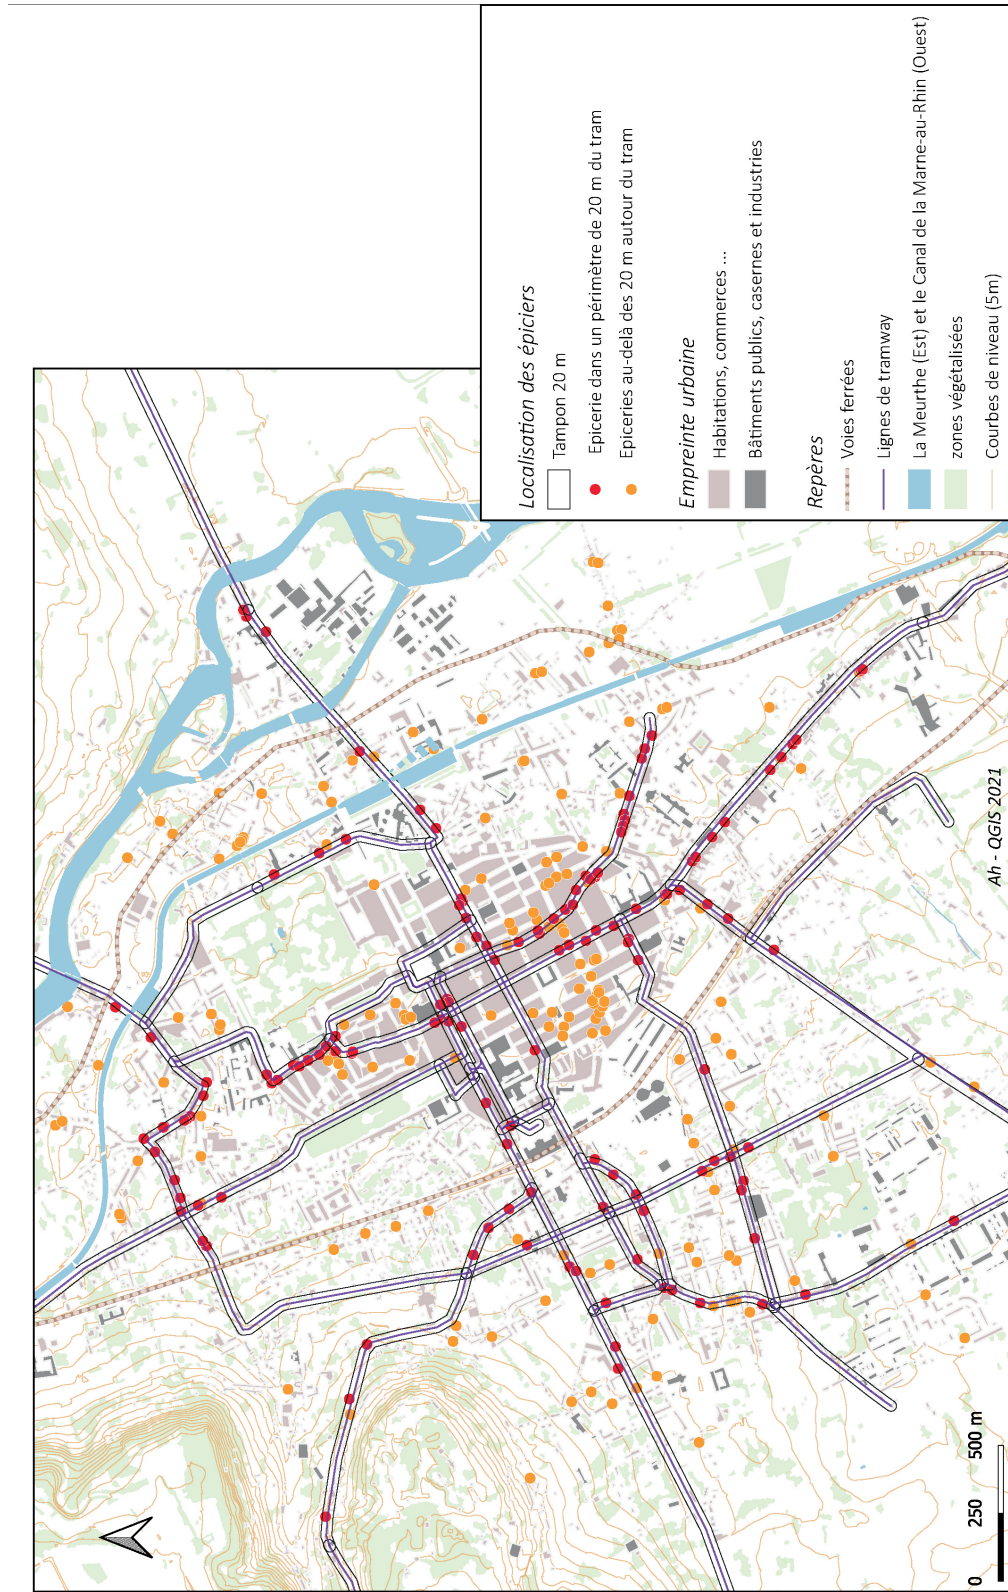 Localisation des épiciers
Tampon 20 m
Epicerie dans un périmètre de 20 m du tram
Epiceries au-delà des 20 m autour du tram
Empreinte urbaine
Habitations, commerces ...
Bâtiments publics, casernes et industries
Repères
Voies ferrées
Lignes de tramway
La Meurthe (Est) et le Canal de la Marne-au-Rhin (Ouest)
zones végétalisées
Courbes de niveau (5m)
0 250 500 m
Ah - QGIS 2021